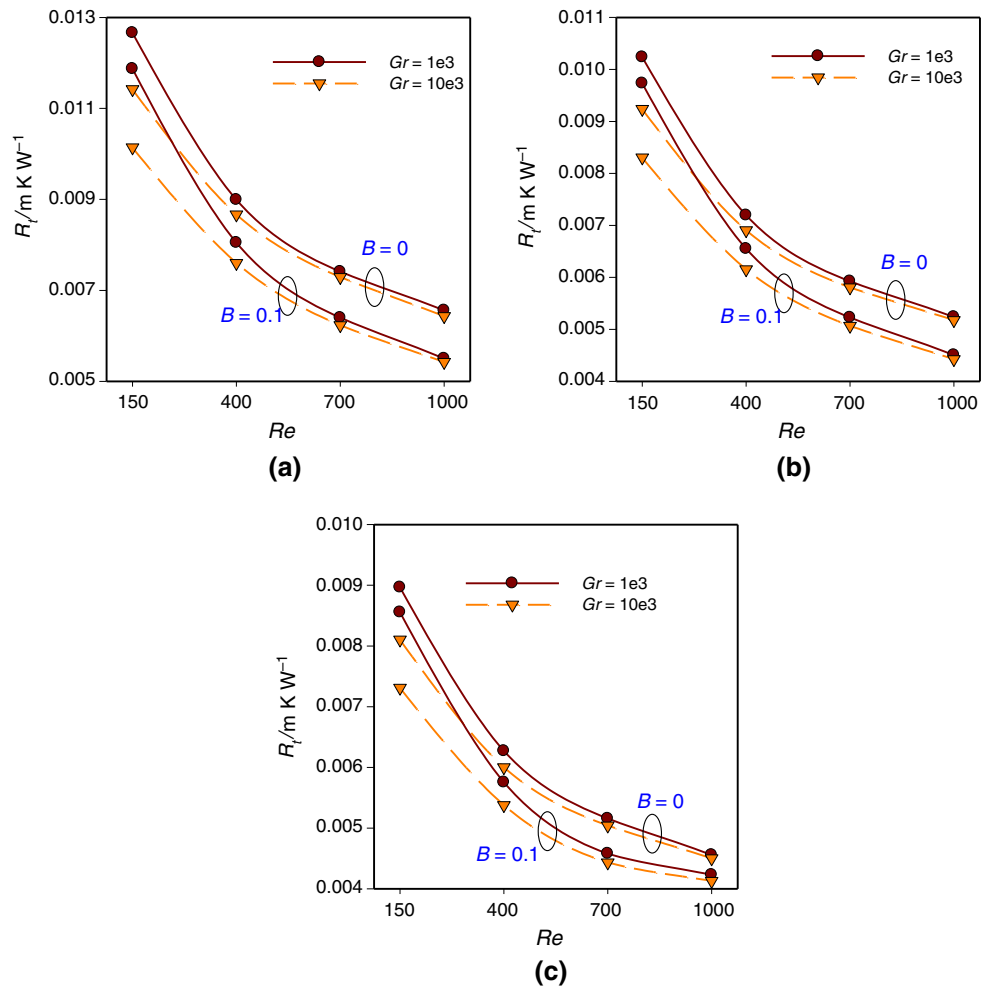 0.013
0.011
0.009
0.007
0.005
R_t/m K W⁻¹
Gr = 1e3
Gr = 10e3
B = 0
B = 0.1
150 400 700 1000
Re
(a)
0.011
0.010
0.009
0.008
0.007
0.006
0.005
0.004
R_t/m K W⁻¹
Gr = 1e3
Gr = 10e3
B = 0
B = 0.1
150 400 700 1000
Re
(b)
0.010
0.009
0.008
0.007
0.006
0.005
0.004
R_t/m K W⁻¹
Gr = 1e3
Gr = 10e3
B = 0
B = 0.1
150 400 700 1000
Re
(c)